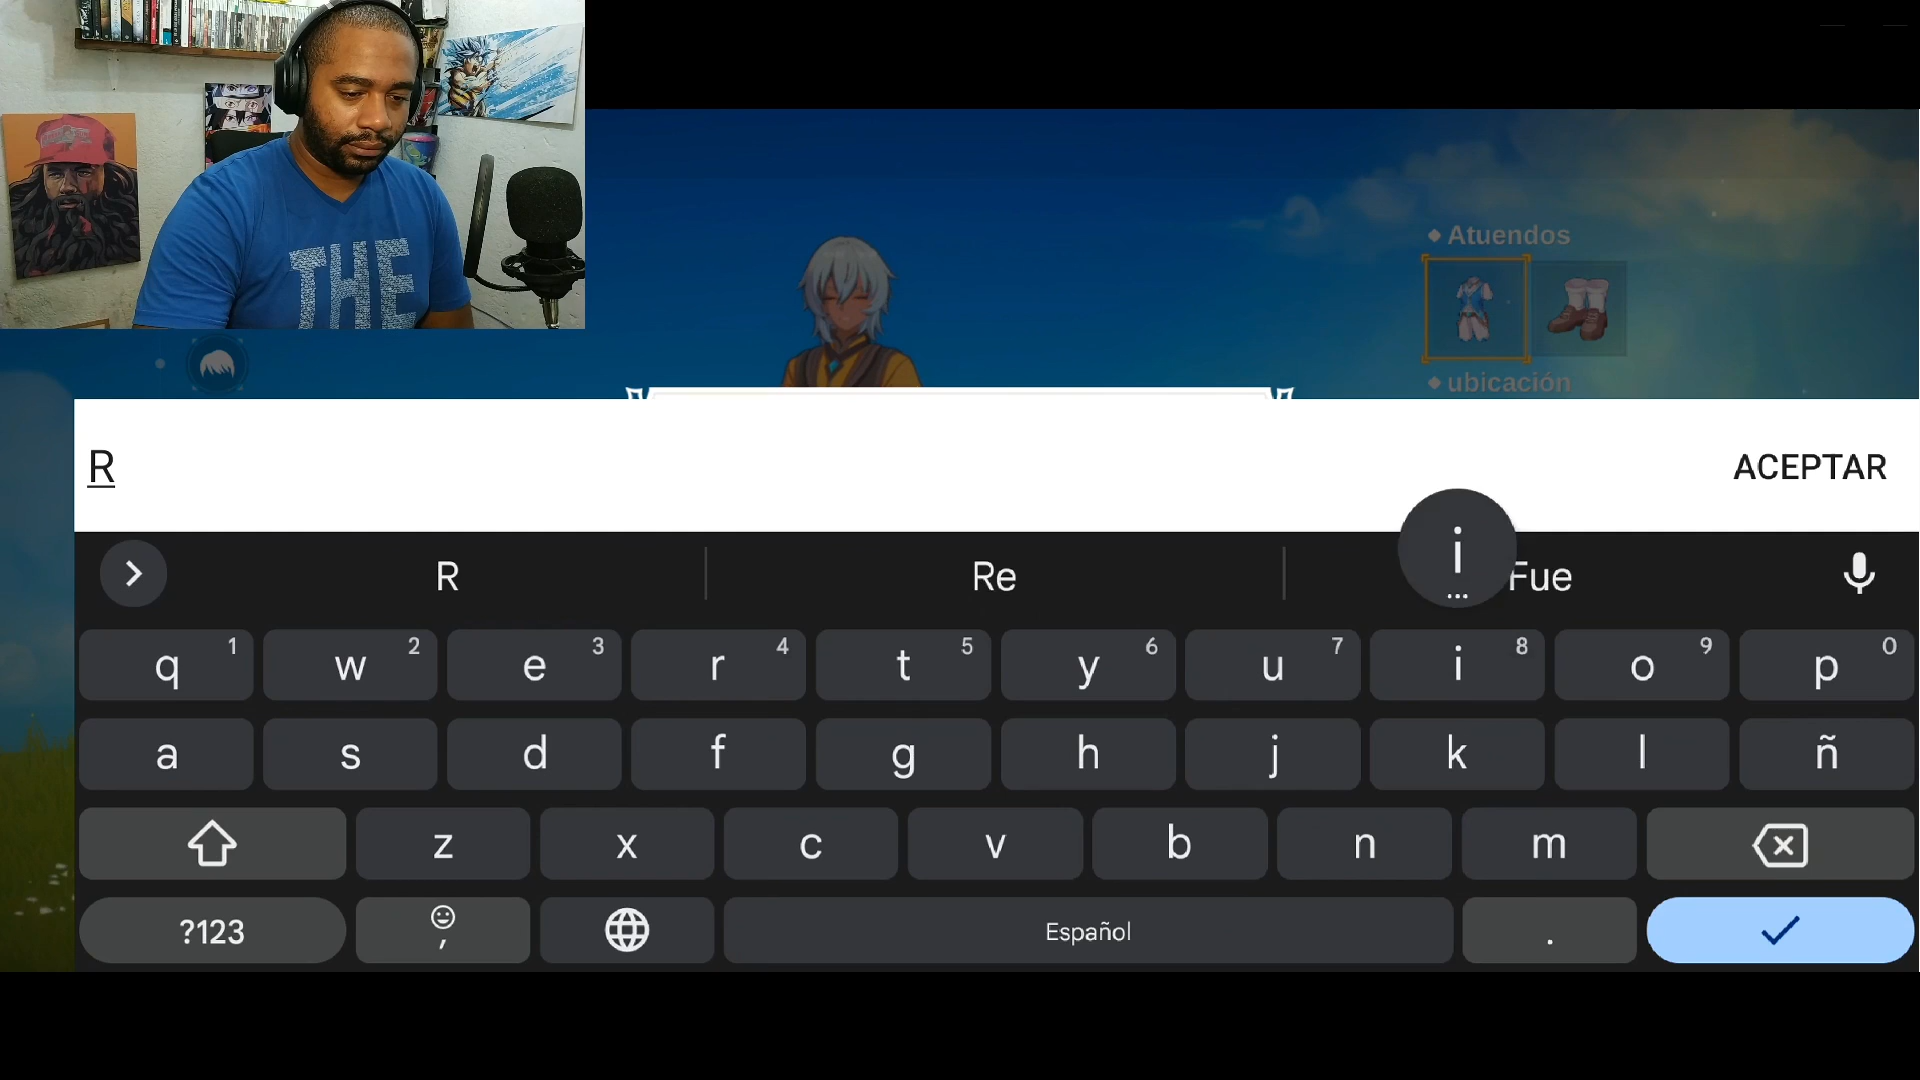 THE
Atuendos
ubicación
R
ACEPTAR
i
...
R Re Fue
q 1 w 2 e 3 r 4 t 5 y 6 u 7 i 8 o 9 p 0
a s d f g h j k l ñ
z x c v b n m
?123 , Español .